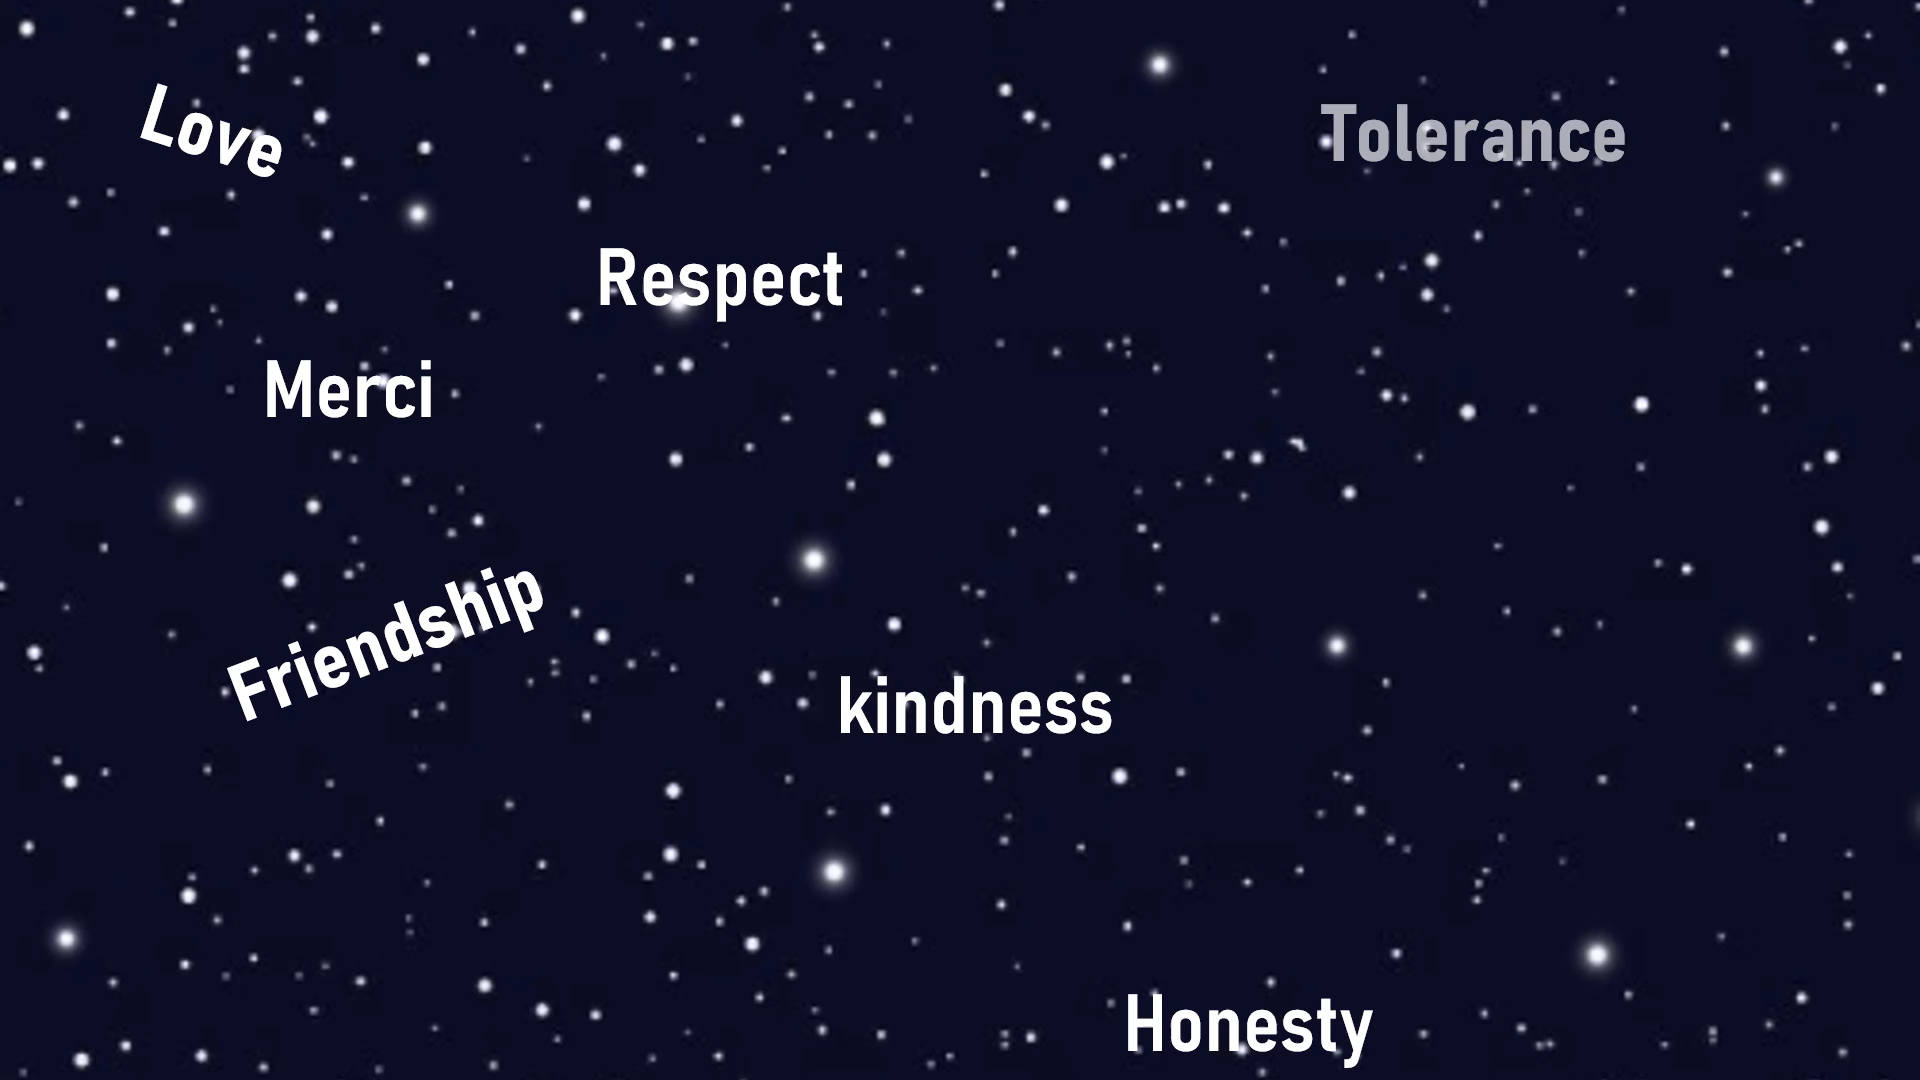 Love
Tolerance
Respect
Merci
Friendship
kindness
Honesty